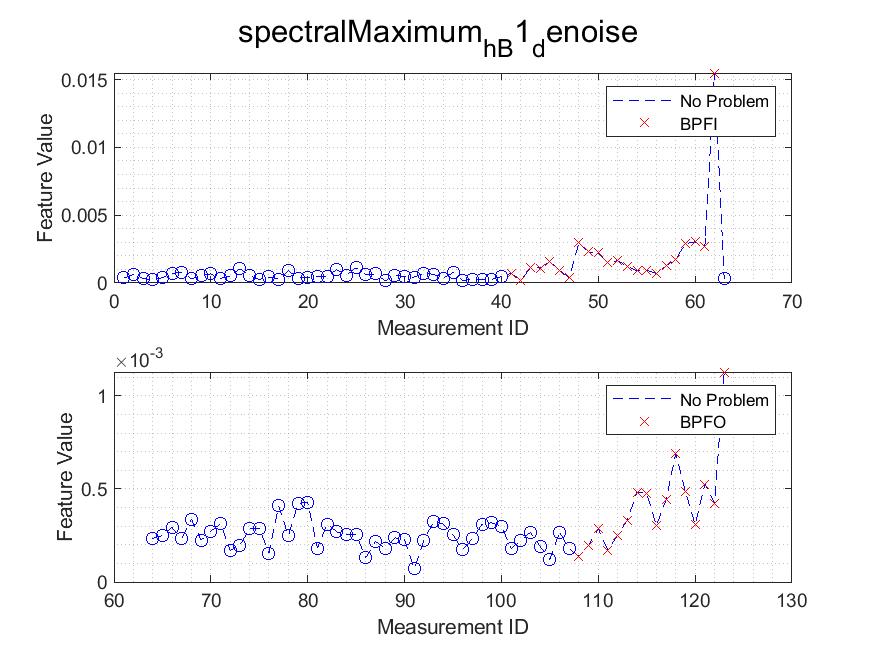 spectralMaximum_hB1_denoise
0.015
0.01
0.005
0
Feature Value
No Problem
BPFI
0 10 20 30 40 50 60 70
Measurement ID
×10^-3
1
0.5
0
Feature Value
No Problem
BPFO
60 70 80 90 100 110 120 130
Measurement ID